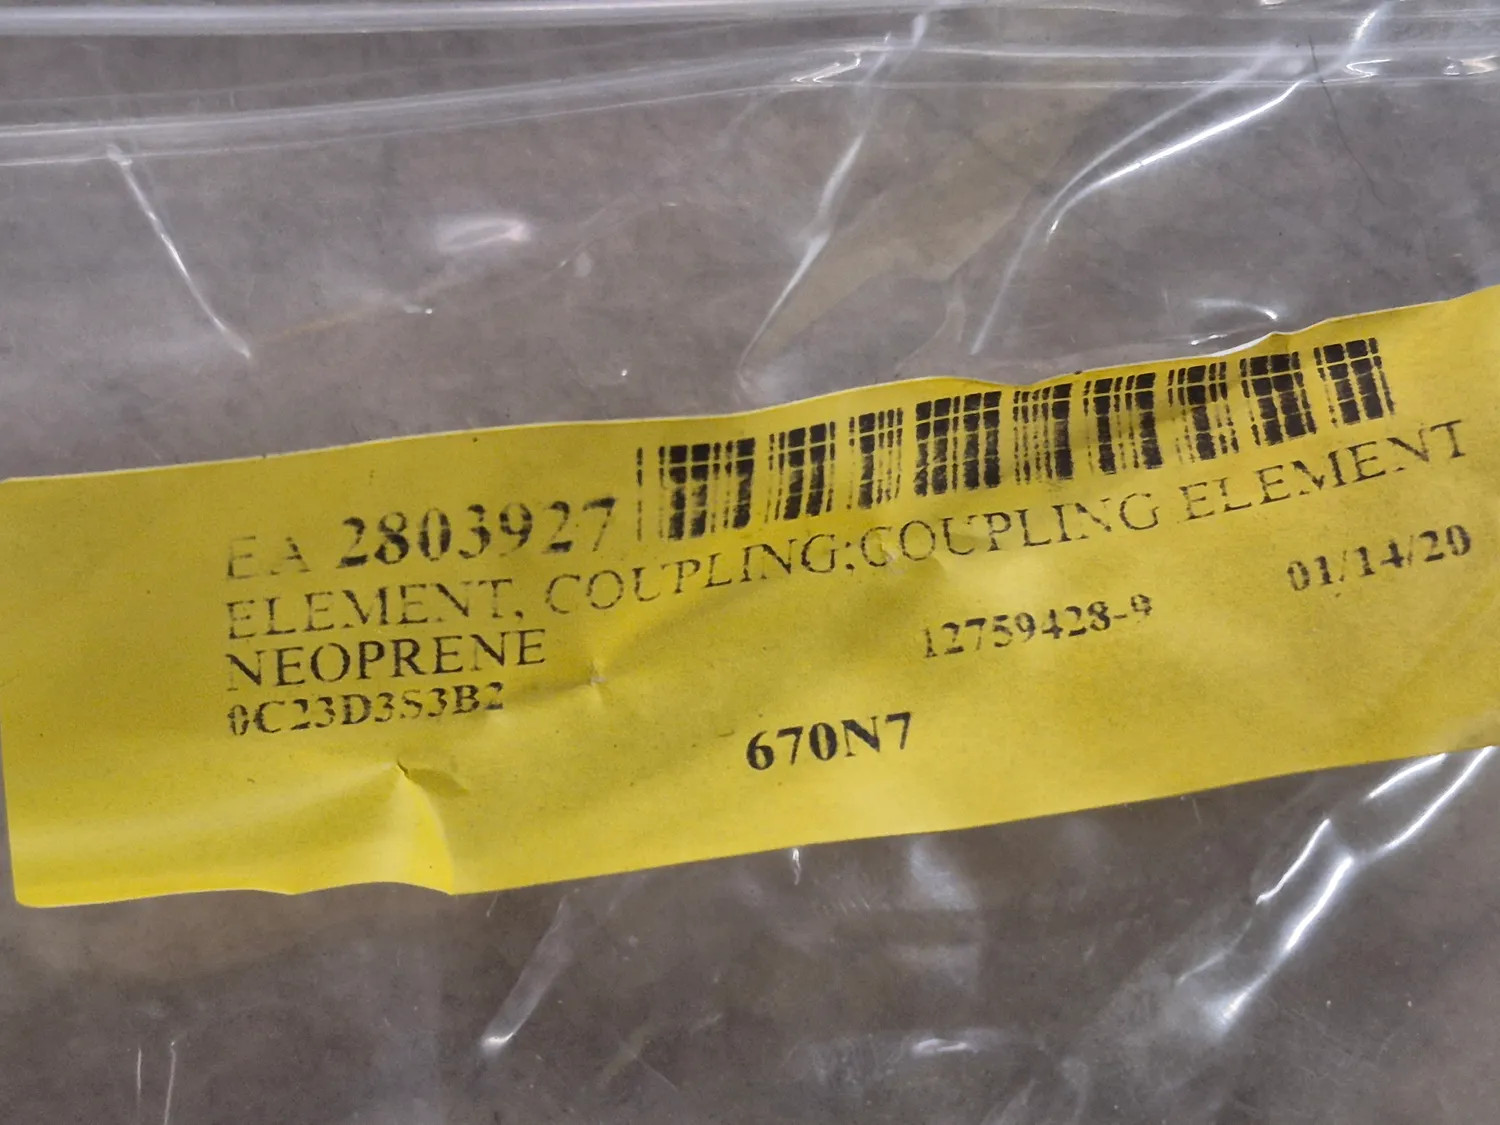 EA 2803927
ELEMENT, COUPLING;COUPLING ELEMENT
NEOPRENE
0C23D3S3B2
12759428-9
01/14/20
670N7